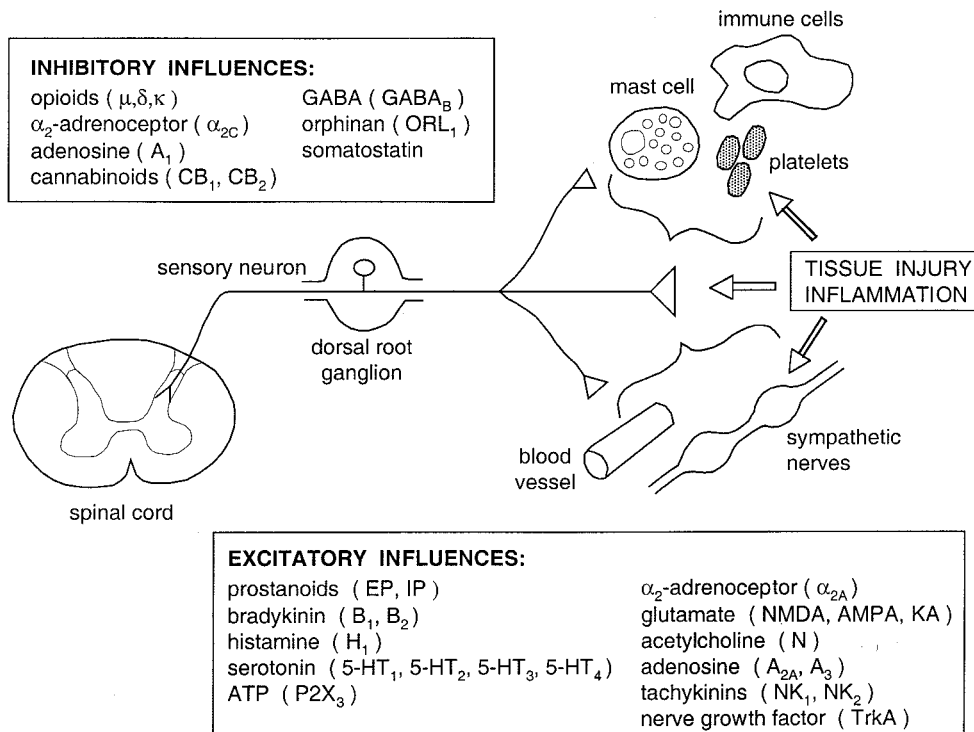 immune cells
mast cell
platelets
INHIBITORY INFLUENCES:
opioids ( μ,δ,κ )
α₂-adrenoceptor ( α₂C )
adenosine ( A₁ )
cannabinoids ( CB₁, CB₂ )
GABA ( GABA_B )
orphinan ( ORL₁ )
somatostatin
sensory neuron
dorsal root
ganglion
TISSUE INJURY
INFLAMMATION
spinal cord
blood
vessel
sympathetic
nerves
EXCITATORY INFLUENCES:
prostanoids ( EP, IP )
bradykinin ( B₁, B₂ )
histamine ( H₁ )
serotonin ( 5-HT₁, 5-HT₂, 5-HT₃, 5-HT₄ )
ATP ( P2X₃ )
α₂-adrenoceptor ( α₂A )
glutamate ( NMDA, AMPA, KA )
acetylcholine ( N )
adenosine ( A₂A, A₃ )
tachykinins ( NK₁, NK₂ )
nerve growth factor ( TrkA )